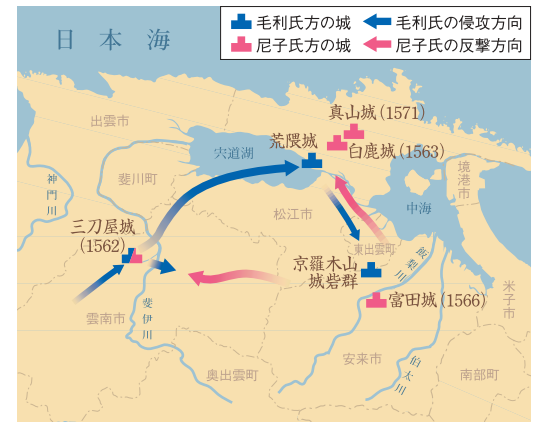 毛利氏方の城
毛利氏の侵攻方向
尼子氏方の城
尼子氏の反撃方向
日本海
真山城(1571)
出雲市
荒隈城
宍道湖
白鹿城(1563)
境港市
神門川
斐川町
松江市
中海
三刀屋城
(1562)
東出雲町
飯梨川
京羅木山
城砦群
米子市
富田城(1566)
雲南市
斐伊川
安来市
伯太川
奥出雲町
南部町